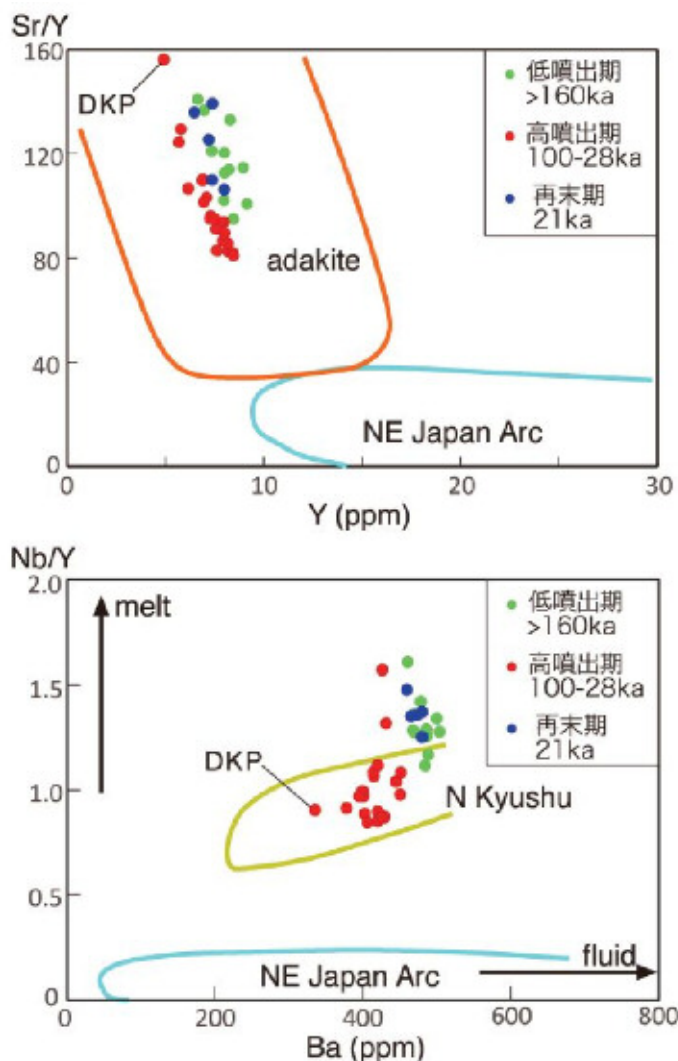 Sr/Y
160
120
80
40
0
DKP
低噴出期
>160ka
高噴出期
100-28ka
再末期
21ka
adakite
NE Japan Arc
0
10
20
30
Y (ppm)
Nb/Y
2.0
1.5
1.0
0.5
0
melt
低噴出期
>160ka
高噴出期
100-28ka
再末期
21ka
DKP
N Kyushu
fluid
NE Japan Arc
0
200
400
600
800
Ba (ppm)